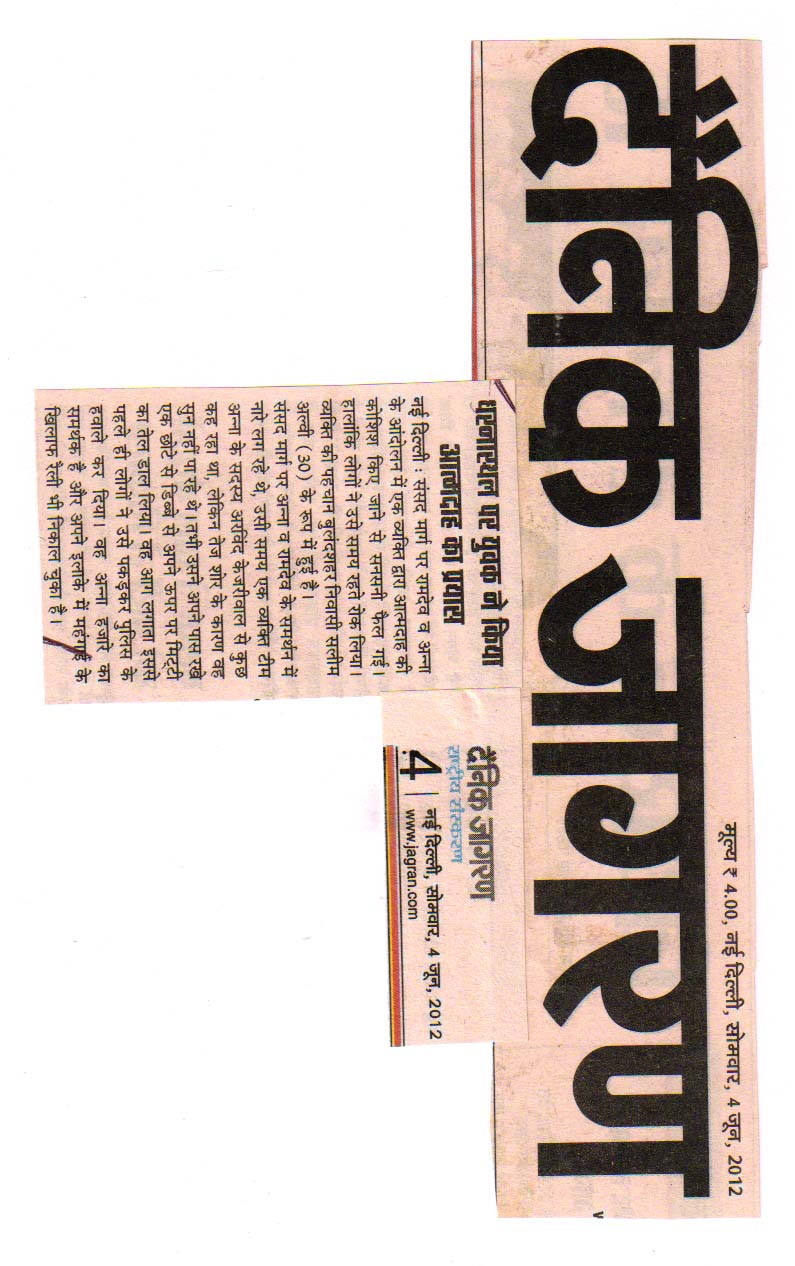 मूल्य ₹ 4.00, नई दिल्ली, सोमवार, 4 जून, 2012
दैनिक जागरण
धरनास्थल पर युवक ने किया
आत्मदाह का प्रयास
नई दिल्ली : संसद मार्ग पर रामदेव व अन्ना
के आंदोलन से एक व्यक्ति द्वारा आत्मदाह की
कोशिश किए जाने से सनसनी फैल गई।
हालांकि लोगों ने उसे समय रहते रोक लिया।
व्यक्ति की पहचान बुलंदशहर निवासी सलीम
अल्वी (30) के रूप में हुई है।
संसद मार्ग पर अन्ना व रामदेव के समर्थन में
नारे लग रहे थे, उसी समय एक व्यक्ति टीम
अन्ना के सदस्य अरविंद केजरीवाल से कुछ
कह रहा था, लेकिन तेज शोर के कारण वह
सुन नहीं पा रहे थे। तभी उसने अपने पास रखे
एक छोटे से डिब्बे से अपने ऊपर पर मिट्टी
का तेल डाल लिया। वह आग लगाता इससे
पहले ही लोगों ने उसे पकड़कर पुलिस के
हवाले कर दिया। वह अन्ना हजारे का
समर्थक है और अपने इलाके में महंगाई के
खिलाफ रैली भी निकाल चुका है।
दैनिक जागरण
राष्ट्रीय संस्करण
4 | नई दिल्ली, सोमवार, 4 जून, 2012
www.jagran.com